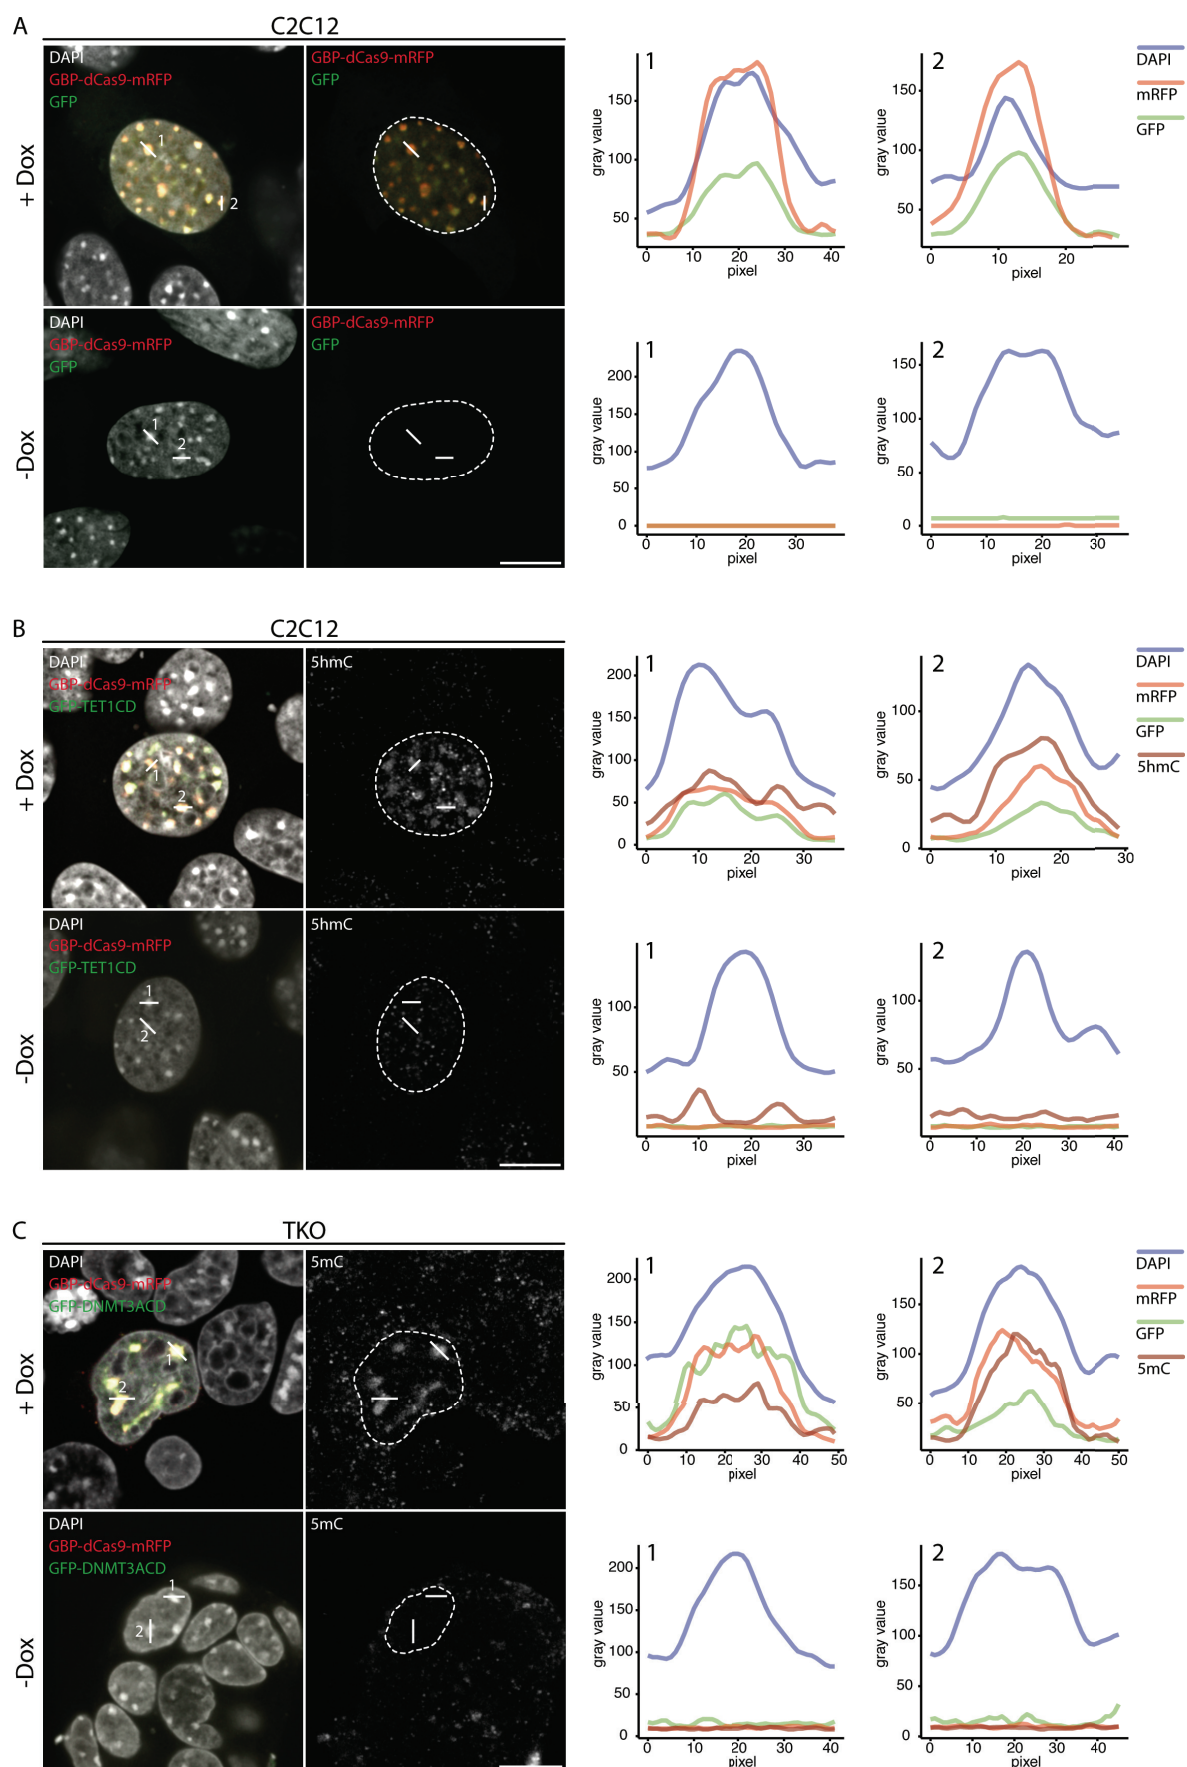 A
C2C12
+ Dox
DAPI
GBP-dCas9-mRFP
GFP
1
2
GBP-dCas9-mRFP
GFP
1
gray value
150
100
50
0 10 20 30 40
pixel
2
gray value
150
100
50
0 10 20
pixel
DAPI
mRFP
GFP
-Dox
DAPI
GBP-dCas9-mRFP
GFP
1
2
GBP-dCas9-mRFP
GFP
1
gray value
200
150
100
50
0
0 10 20 30
pixel
2
gray value
150
100
50
0
0 10 20 30
pixel
B
C2C12
+ Dox
DAPI
GBP-dCas9-mRFP
GFP-TET1CD
1
2
5hmC
1
gray value
200
150
100
50
0
0 10 20 30
pixel
2
gray value
100
50
0
0 10 20 30
pixel
DAPI
mRFP
GFP
5hmC
-Dox
DAPI
GBP-dCas9-mRFP
GFP-TET1CD
1
2
5hmC
1
gray value
100
50
0 10 20 30
pixel
2
gray value
100
50
0 10 20 30 40
pixel
C
TKO
+ Dox
DAPI
GBP-dCas9-mRFP
GFP-DNMT3ACD
1
2
5mC
1
gray value
200
150
100
50
0
0 10 20 30 40 50
pixel
2
gray value
150
100
50
0 10 20 30 40 50
pixel
DAPI
mRFP
GFP
5mC
-Dox
DAPI
GBP-dCas9-mRFP
GFP-DNMT3ACD
1
2
5mC
1
gray value
200
150
100
50
0
0 10 20 30 40
pixel
2
gray value
150
100
50
0
0 10 20 30 40
pixel